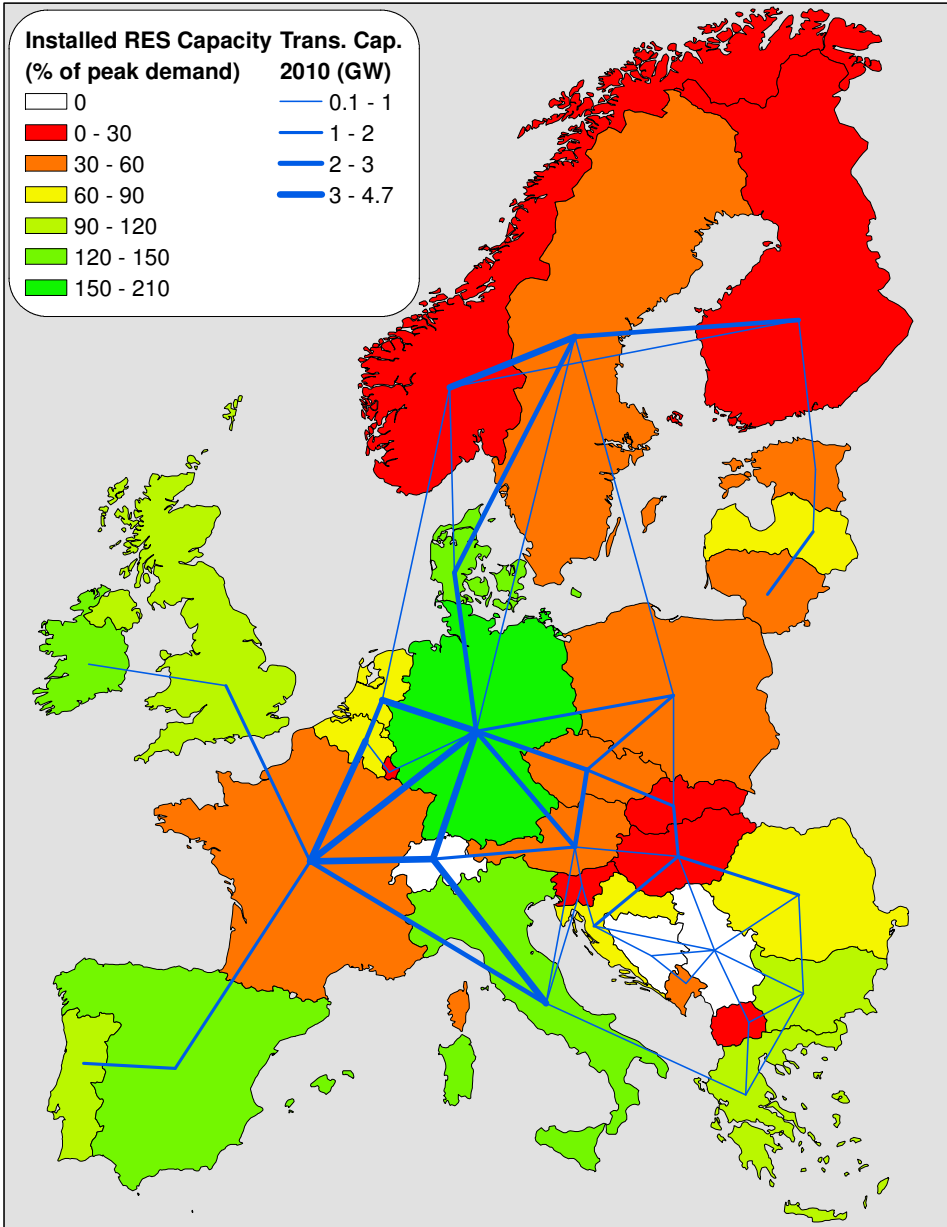 Installed RES Capacity Trans. Cap.
(% of peak demand) 2010 (GW)
0 0.1 - 1
0 - 30 1 - 2
30 - 60 2 - 3
60 - 90 3 - 4.7
90 - 120
120 - 150
150 - 210